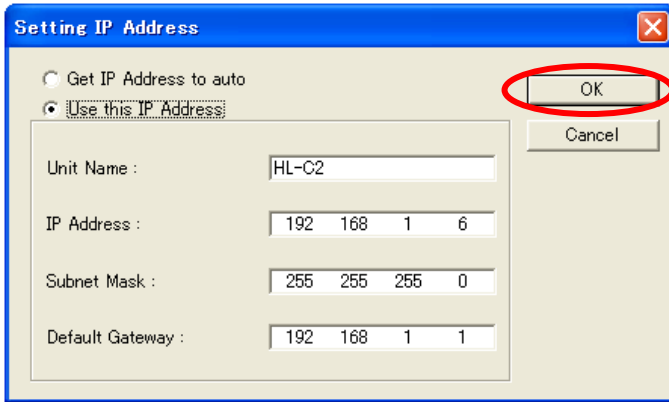 Setting IP Address
Get IP Address to auto
OK
Use this IP Address
Cancel
Unit Name : HL-C2
IP Address : 192 168 1 6
Subnet Mask : 255 255 255 0
Default Gateway : 192 168 1 1